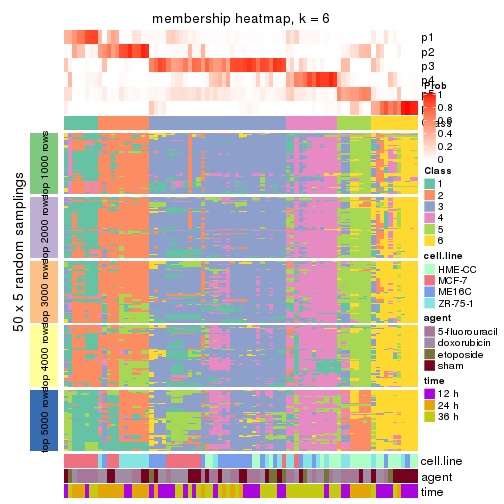 membership heatmap, k = 6
p1
p2
p3
p4
Prob
1
0.8
0.4
0.2
0
Class
1
2
3
4
5
6
cell.line
HME-CC
MCF-7
ME16C
ZR-75-1
agent
5-fluorouracil
doxorubicin
etoposide
sham
time
12 h
24 h
36 h
50 x 5 random samplings
top 1000 rows
top 2000 rows
top 3000 rows
top 4000 rows
top 5000 rows
cell.line
agent
time